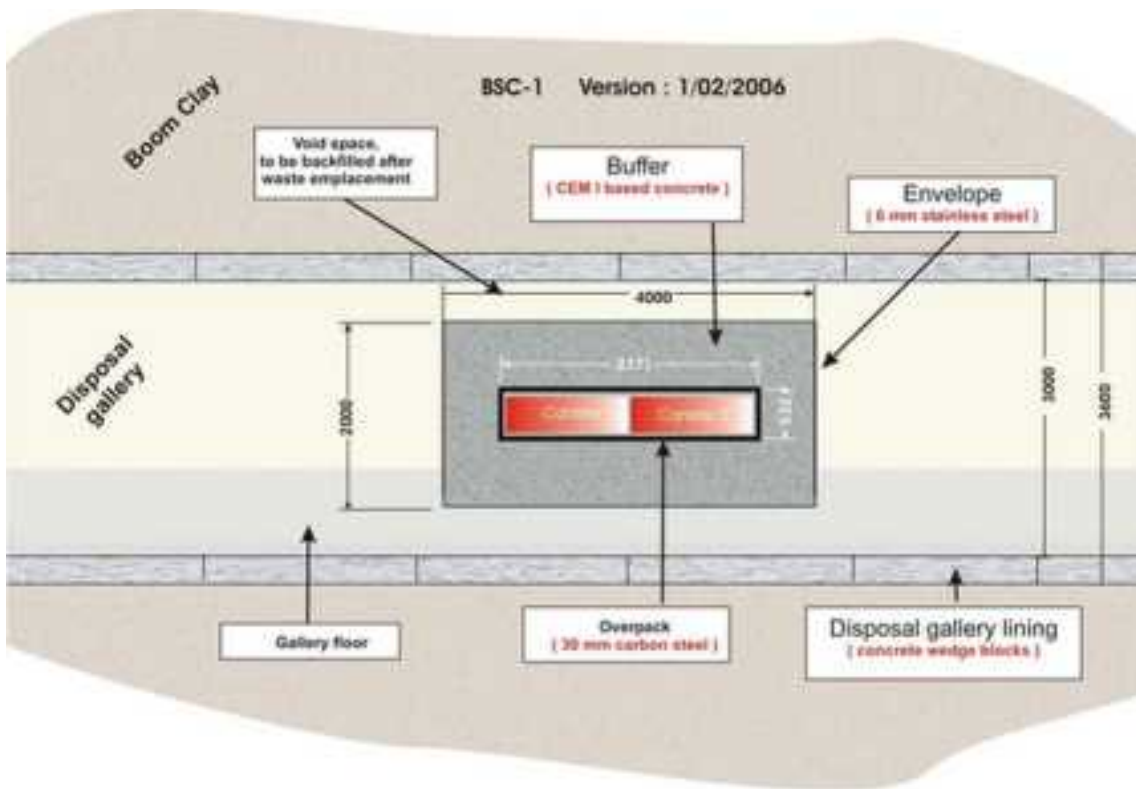 BSC-1 Version : 1/02/2006
Boom Clay
Void space,
to be backfilled after
waste emplacement
Buffer
( CEM I based concrete )
Envelope
( 6 mm stainless steel )
4000
Disposal
gallery
2000
3000
3600
Gallery floor
Overpack
( 30 mm carbon steel )
Disposal gallery lining
( concrete wedge blocks )